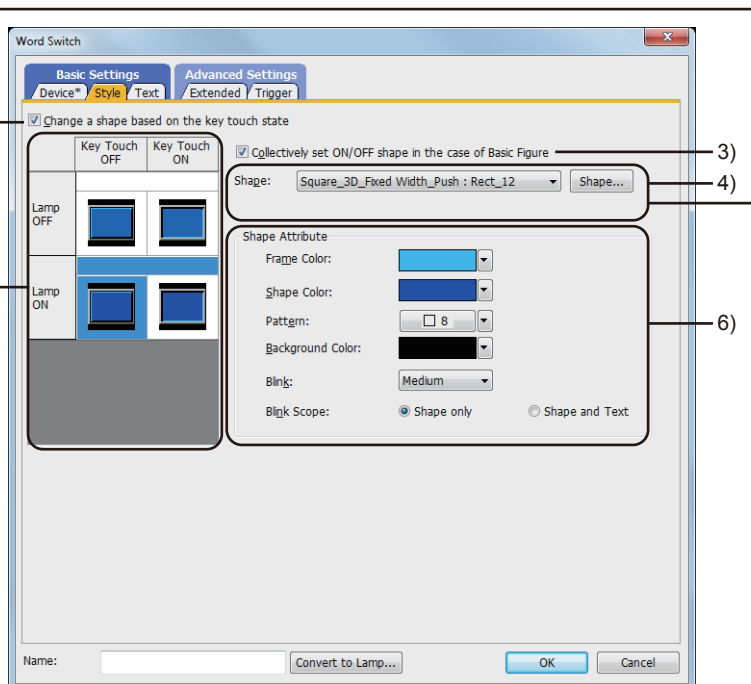 Word Switch
x
Basic Settings
Advanced Settings
Device*
Style
Text
Extended
Trigger
Change a shape based on the key touch state
Key Touch OFF
Key Touch ON
Collectively set ON/OFF shape in the case of Basic Figure
3)
Shape:
Square_3D_Fixed Width_Push : Rect_12
Shape...
4)
Lamp OFF
Shape Attribute
Frame Color:
Lamp ON
Shape Color:
Pattern:
8
6)
Background Color:
Blink:
Medium
Blink Scope:
Shape only
Shape and Text
Name:
Convert to Lamp...
OK
Cancel